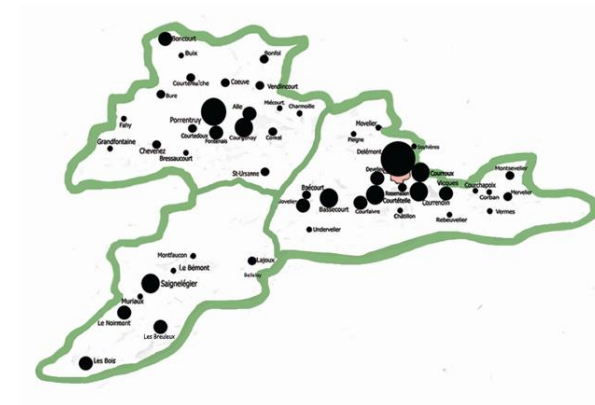 Boncourt
Buix
Bonfol
Courtemaîche
Coeuve
Vendlincourt
Bure
Miécourt
Charmoille
Alle
Porrentruy
Fahy
Courtedoux
Fontenais
Courgenay
Cornol
Grandfontaine
Chevenez
Bressaucourt
St-Ursanne
Movelier
Pleigne
Soyhières
Delémont
Develier
Courroux
Montsevelier
Boécourt
Rossemaison
Vicques
Courchapoix
Corban
Mervelier
Bassecourt
Courtételle
Courrendlin
Courfaivre
Châtillon
Rebeuvelier
Vermes
Undervelier
Montfaucon
Lajoux
Le Bémont
Saignelégier
Muriaux
Le Noirmont
Les Breuleux
Les Bois